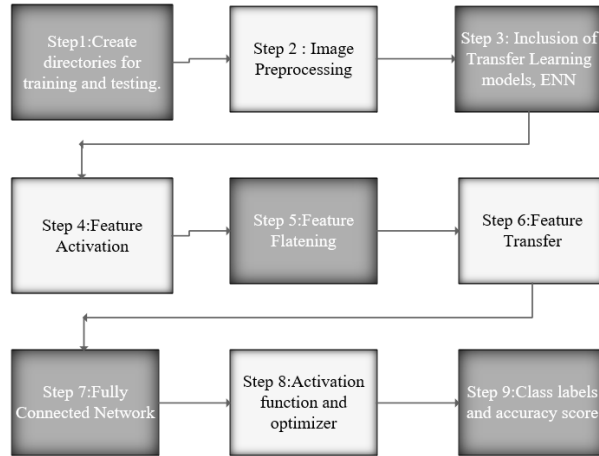 Step1:Create
directories for
training and testing.
Step 2 : Image
Preprocessing
Step 3: Inclusion of
Transfer Learning
models, ENN
Step 4:Feature
Activation
Step 5:Feature
Flatening
Step 6:Feature
Transfer
Step 7:Fully
Connected Network
Step 8:Activation
function and
optimizer
Step 9:Class labels
and accuracy score